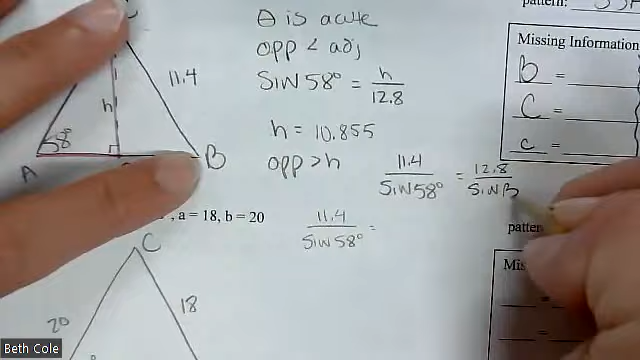 pattern:
θ is acute
opp < adj
Missing Information
Sin 58° = h / 12.8
B =
C =
c =
11.4
h
58°
h = 10.855
opp > h
11.4 / Sin 58° = 12.8 / Sin B
A
B
, a = 18, b = 20
11.4 / Sin 58° =
patter
Mis
C
20
18
=
=
Beth Cole